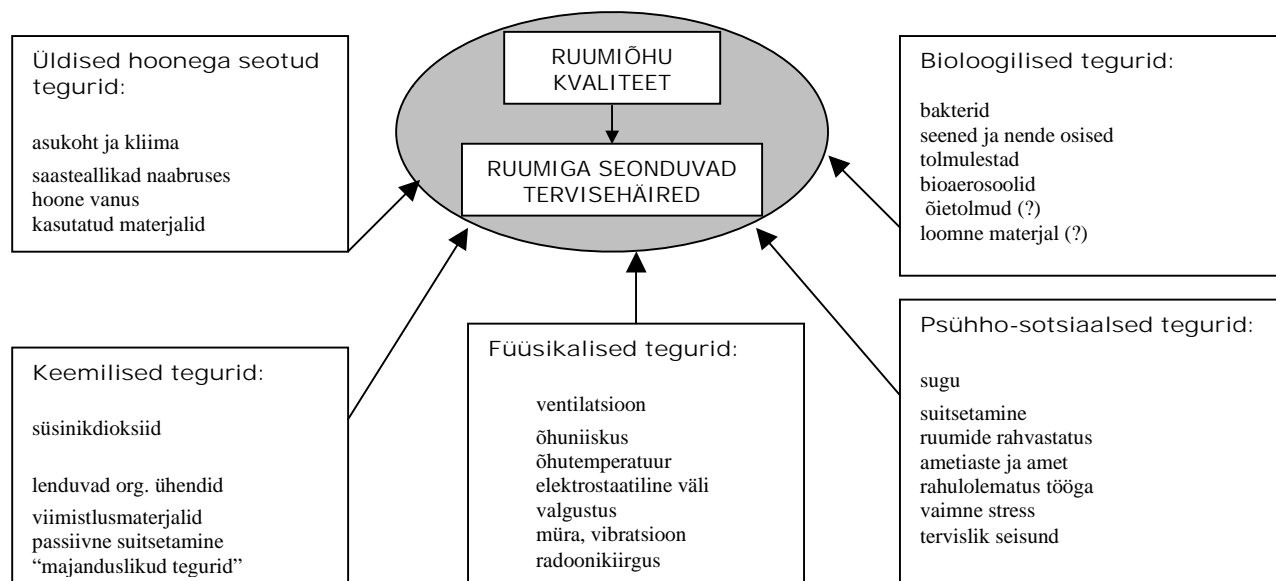 RUUMIÕHU
KVALITEET
RUUMIGA SEONDUVAD
TERVISEHÄIRED
Üldised hoonega seotud
tegurid:
asukoht ja kliima
saasteallikad naabruses
hoone vanus
kasutatud materjalid
Bioloogilised tegurid:
bakterid
seened ja nende osised
tolmulestad
bioaerosoolid
õietolmud (?)
loomne materjal (?)
Keemilised tegurid:
süsinikdioksiid
lenduvad org. ühendid
viimistlusmaterjalid
passiivne suitsetamine
“majanduslikud tegurid”
Füüsikalised tegurid:
ventilatsioon
õhuniiskus
õhutemperatuur
elektrostaatiline väli
valgustus
müra, vibratsioon
radoonikiirgus
Psühho-sotsiaalsed tegurid:
sugu
suitsetamine
ruumide rahvastatus
ametiaste ja amet
rahulolematus tööga
vaimne stress
tervislik seisund